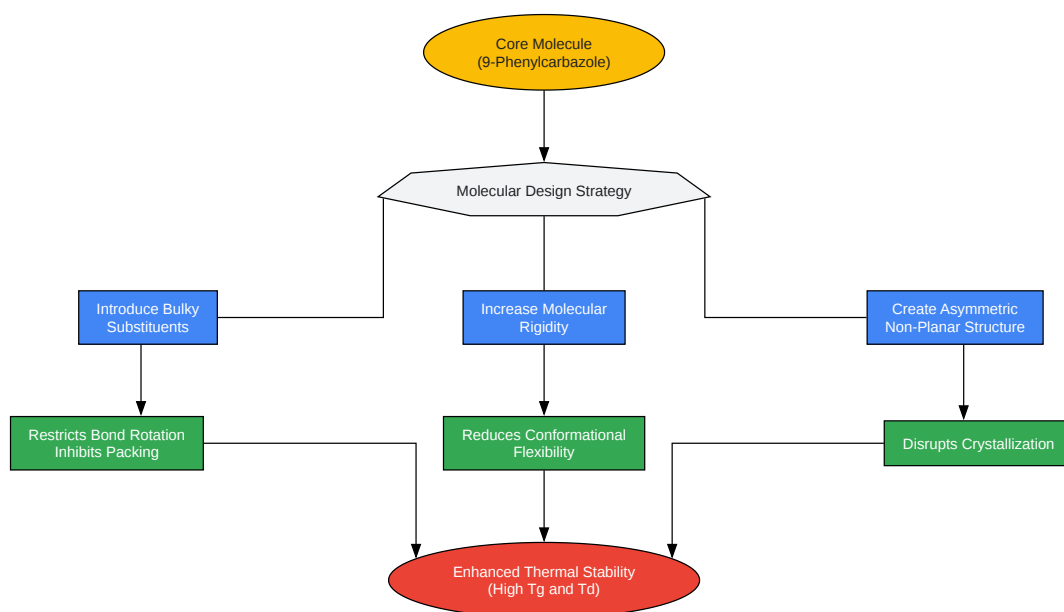 Core Molecule
(9-Phenylcarbazole)
Molecular Design Strategy
Introduce Bulky
Substituents
Increase Molecular
Rigidity
Create Asymmetric
Non-Planar Structure
Restricts Bond Rotation
Inhibits Packing
Reduces Conformational
Flexibility
Disrupts Crystallization
Enhanced Thermal Stability
(High Tg and Td)